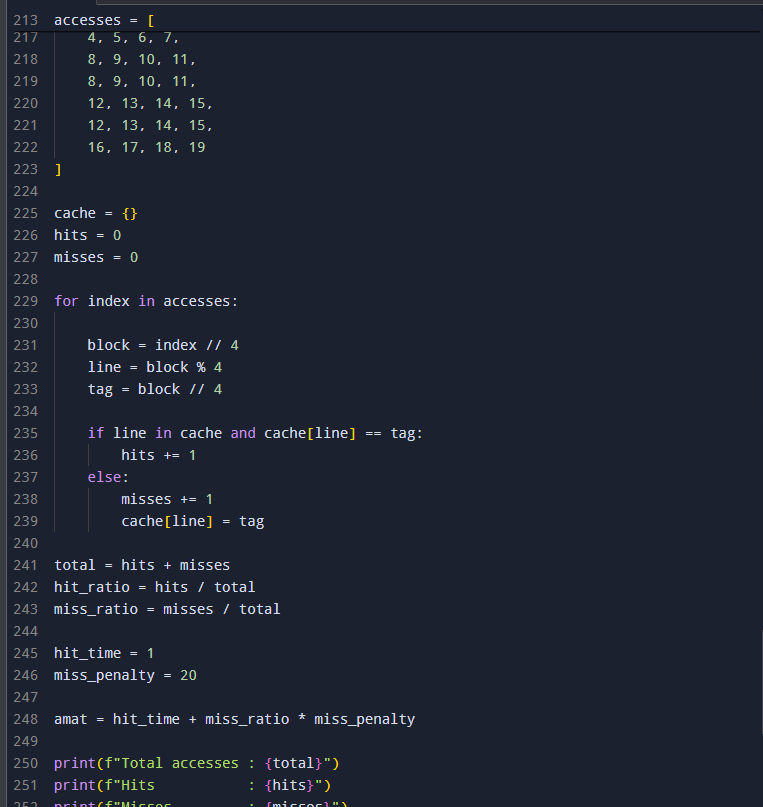 213 accesses = [
217     4, 5, 6, 7,
218     8, 9, 10, 11,
219     8, 9, 10, 11,
220     12, 13, 14, 15,
221     12, 13, 14, 15,
222     16, 17, 18, 19
223 ]
224
225 cache = {}
226 hits = 0
227 misses = 0
228
229 for index in accesses:
230
231     block = index // 4
232     line = block % 4
233     tag = block // 4
234
235     if line in cache and cache[line] == tag:
236         hits += 1
237     else:
238         misses += 1
239         cache[line] = tag
240
241 total = hits + misses
242 hit_ratio = hits / total
243 miss_ratio = misses / total
244
245 hit_time = 1
246 miss_penalty = 20
247
248 amat = hit_time + miss_ratio * miss_penalty
249
250 print(f"Total accesses : {total}")
251 print(f"Hits           : {hits}")
252 print(f"Misses         : {misses}")